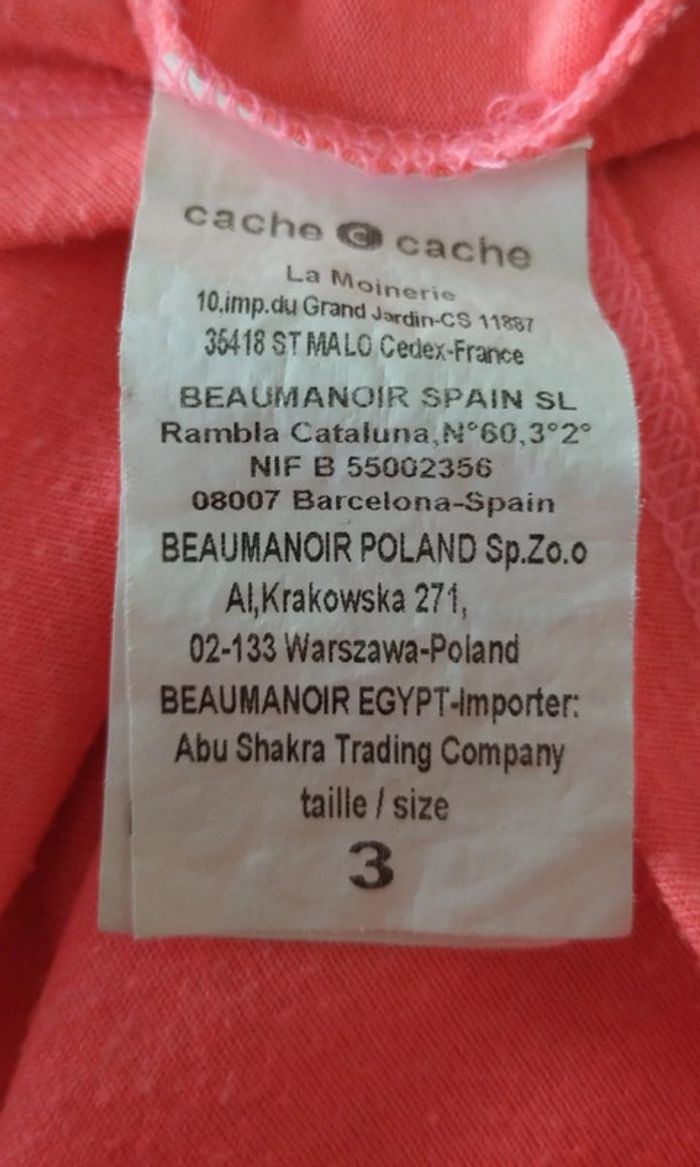 cache c cache
La Moinerie
10.imp.du Grand Jardin-CS 11887
35418 ST MALO Cedex-France
BEAUMANOIR SPAIN SL
Rambla Cataluna,N°60,3°2°
NIF B 55002356
08007 Barcelona-Spain
BEAUMANOIR POLAND Sp.Zo.o
Al,Krakowska 271,
02-133 Warszawa-Poland
BEAUMANOIR EGYPT-Importer:
Abu Shakra Trading Company
taille / size
3